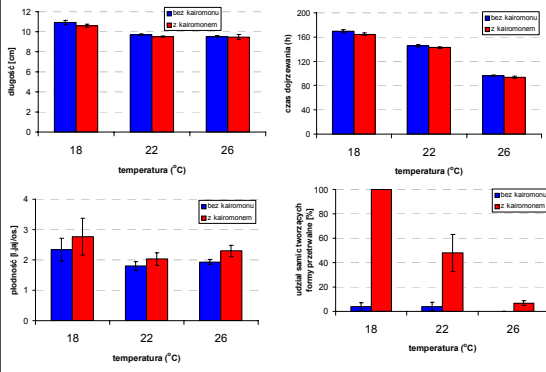 12
10
8
6
4
2
0
długość [cm]
bez kairomonu
z kairomonem
18 22 26
temperatura (°C)
200
160
120
80
40
0
czas dojrzewania (h)
bez kairomonu
z kairomonem
18 22 26
temperatura (°C)
4
3
2
1
0
płodność [l.jaj/os.]
bez kairomonu
z kairomonem
18 22 26
temperatura (°C)
100
80
60
40
20
0
udział samic tworzących
formy przetrwalne [%]
bez kairomonu
z kairomonem
18 22 26
temperatura (°C)